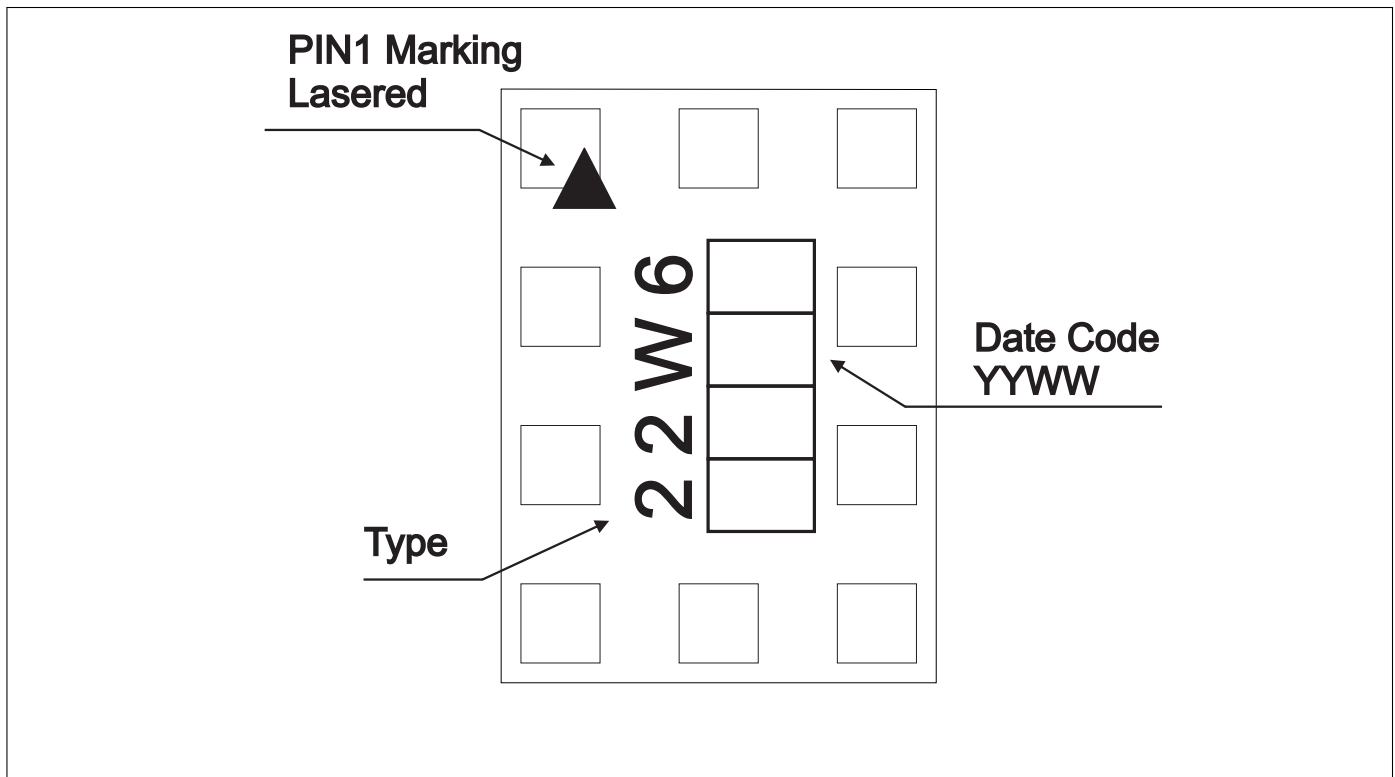 PIN1 Marking
Lasered
22W6
Date Code
YYWW
Type